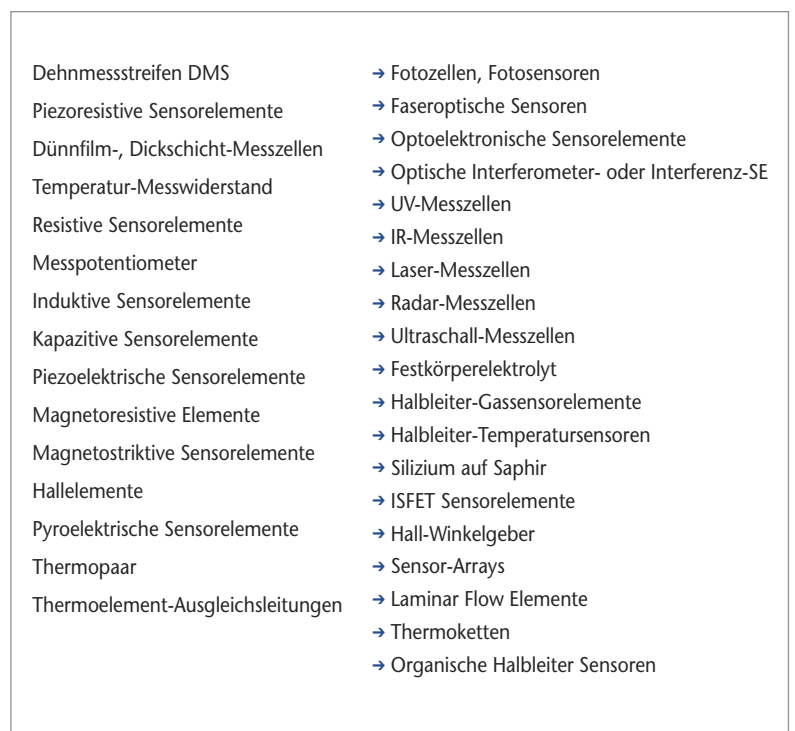 Dehnmessstreifen DMS
Piezoresistive Sensorelemente
Dünnfilm-, Dickschicht-Messzellen
Temperatur-Messwiderstand
Resistive Sensorelemente
Messpotentiometer
Induktive Sensorelemente
Kapazitive Sensorelemente
Piezoelektrische Sensorelemente
Magnetoresistive Elemente
Magnetostriktive Sensorelemente
Hallelemente
Pyroelektrische Sensorelemente
Thermopaar
Thermoelement-Ausgleichsleitungen
→ Fotozellen, Fotosensoren
→ Faseroptische Sensoren
→ Optoelektronische Sensorelemente
→ Optische Interferometer- oder Interferenz-SE
→ UV-Messzellen
→ IR-Messzellen
→ Laser-Messzellen
→ Radar-Messzellen
→ Ultraschall-Messzellen
→ Festkörperelektrolyt
→ Halbleiter-Gassensorelemente
→ Halbleiter-Temperatursensoren
→ Silizium auf Saphir
→ ISFET Sensorelemente
→ Hall-Winkelgeber
→ Sensor-Arrays
→ Laminar Flow Elemente
→ Thermoketten
→ Organische Halbleiter Sensoren